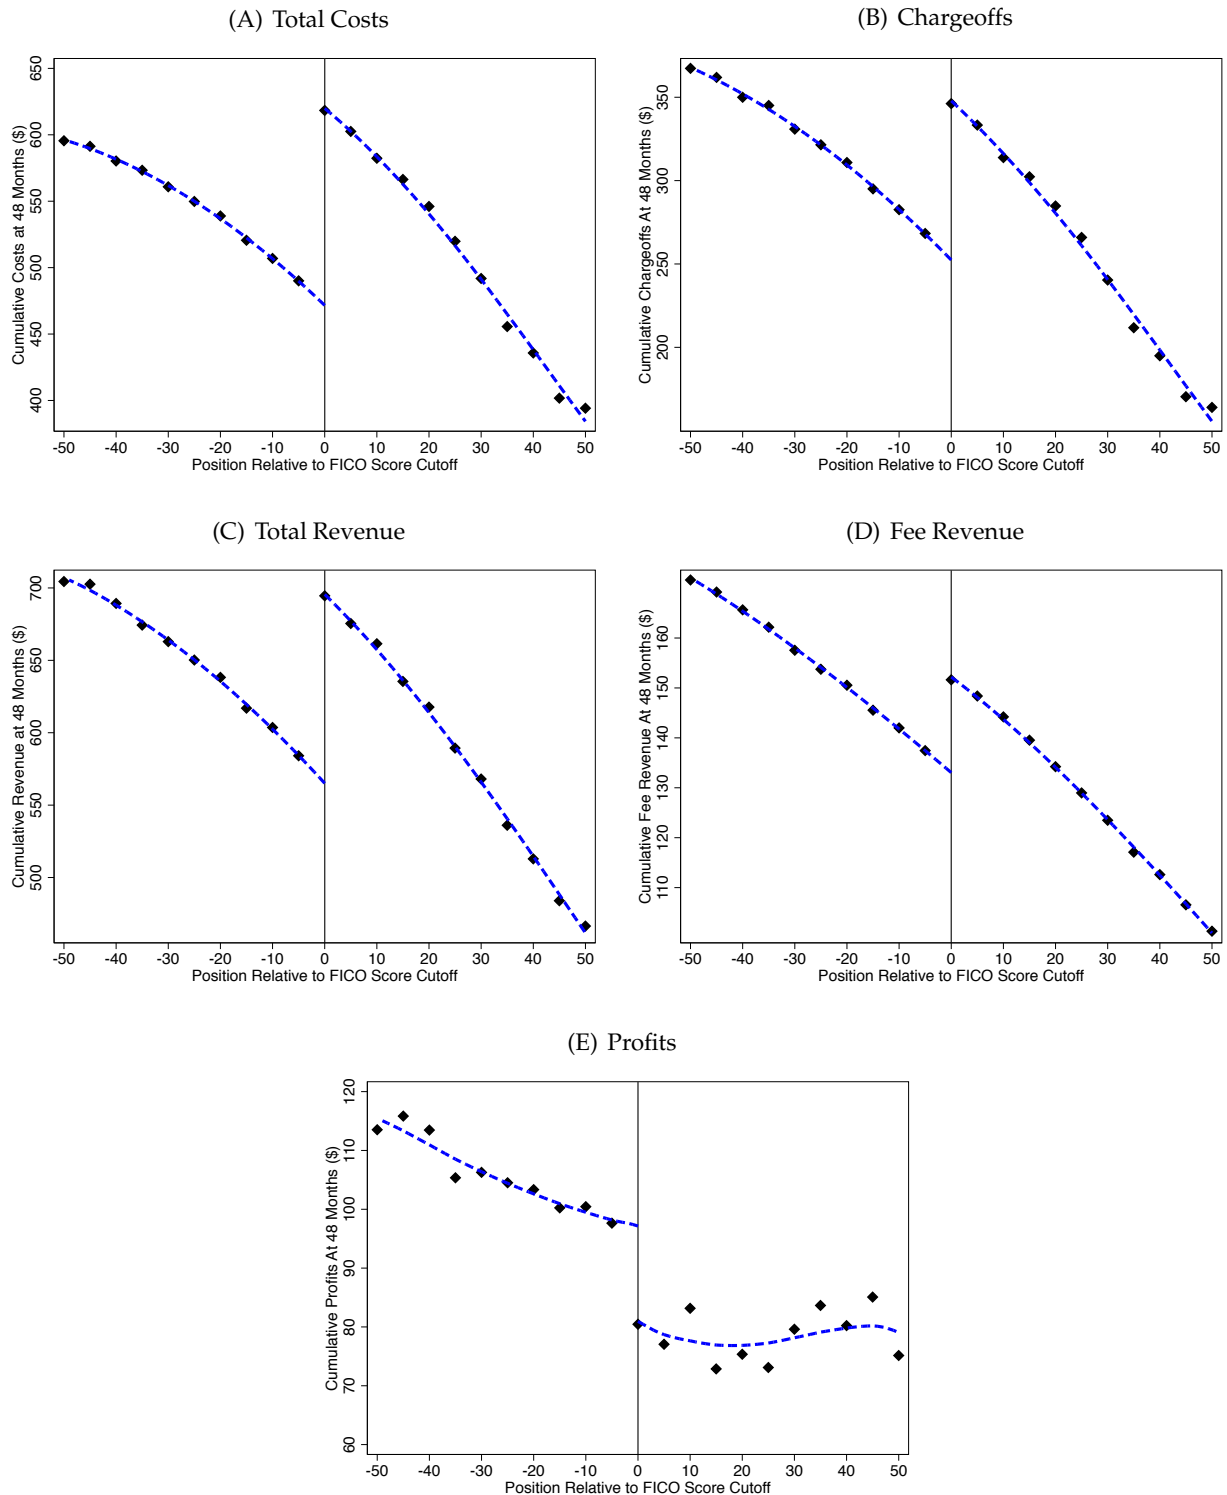 (A) Total Costs
Cumulative Costs at 48 Months ($)
650
600
550
500
450
400
-50 -40 -30 -20 -10 0 10 20 30 40 50
Position Relative to FICO Score Cutoff
(B) Chargeoffs
Cumulative Chargeoffs At 48 Months ($)
350
300
250
200
-50 -40 -30 -20 -10 0 10 20 30 40 50
Position Relative to FICO Score Cutoff
(C) Total Revenue
Cumulative Revenue at 48 Months ($)
700
650
600
550
500
-50 -40 -30 -20 -10 0 10 20 30 40 50
Position Relative to FICO Score Cutoff
(D) Fee Revenue
Cumulative Fee Revenue At 48 Months ($)
160
150
140
130
120
110
-50 -40 -30 -20 -10 0 10 20 30 40 50
Position Relative to FICO Score Cutoff
(E) Profits
Cumulative Profits At 48 Months ($)
120
110
100
90
80
70
60
-50 -40 -30 -20 -10 0 10 20 30 40 50
Position Relative to FICO Score Cutoff